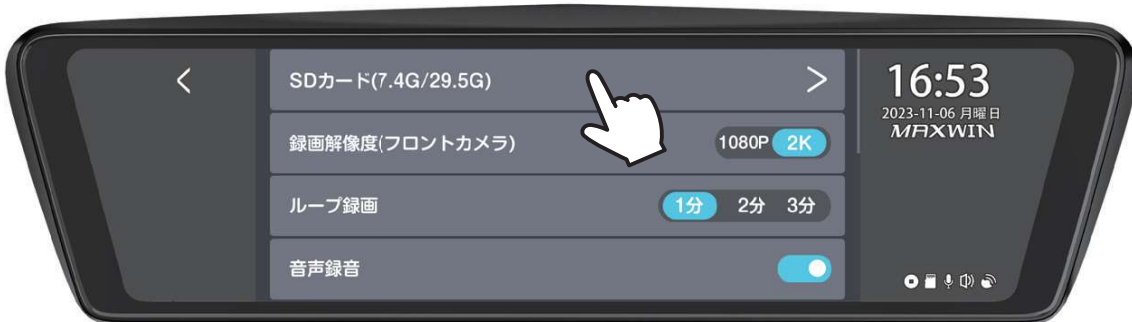 SDカード(7.4G/29.5G)
録画解像度(フロントカメラ) 1080P 2K
ループ録画 1分 2分 3分
音声録音
16:53
2023-11-06 月曜日
MAXWIN